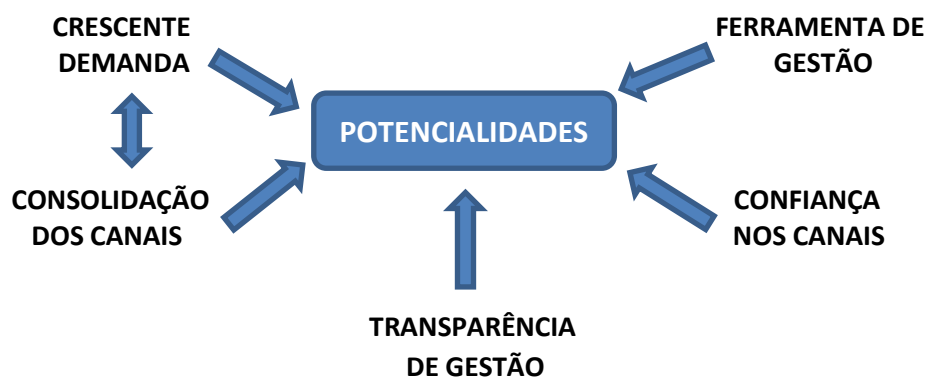 CRESCENTE
DEMANDA
FERRAMENTA DE
GESTÃO
POTENCIALIDADES
CONSOLIDAÇÃO
DOS CANAIS
CONFIANÇA
NOS CANAIS
TRANSPARÊNCIA
DE GESTÃO